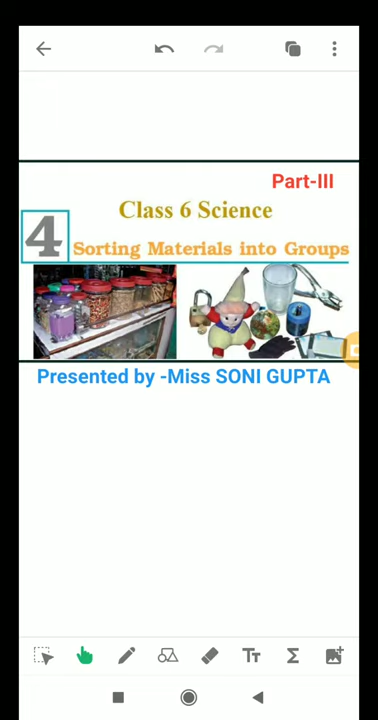 Part-III
Class 6 Science
4
Sorting Materials into Groups
Presented by -Miss SONI GUPTA